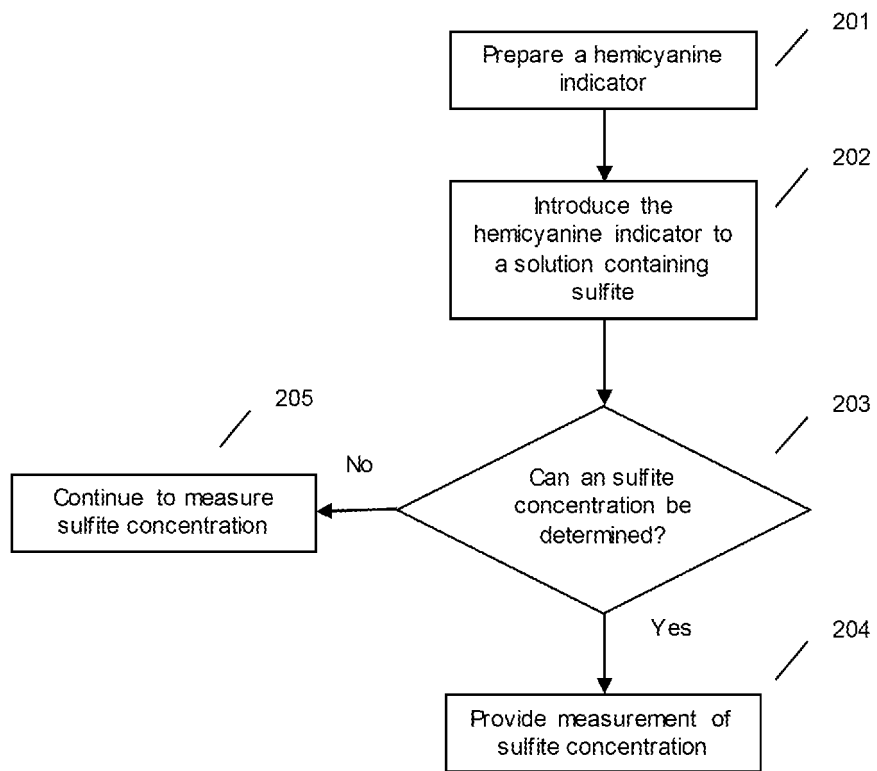 201
Prepare a hemicyanine
indicator
202
Introduce the
hemicyanine indicator to
a solution containing
sulfite
203
Can an sulfite
concentration be
determined?
No
205
Continue to measure
sulfite concentration
Yes
204
Provide measurement of
sulfite concentration